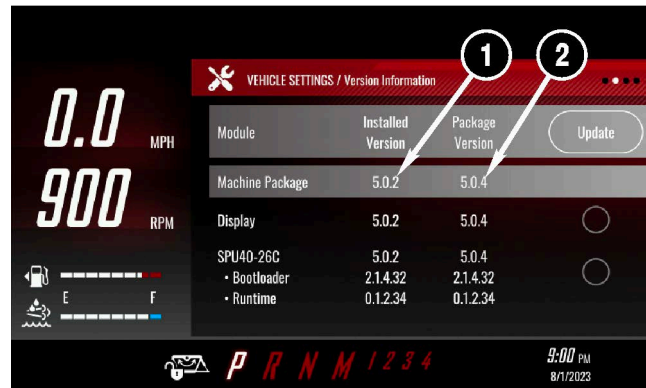 1 2
VEHICLE SETTINGS / Version Information
0.0 MPH
900 RPM
Module Installed Version Package Version Update
Machine Package 5.0.2 5.0.4
Display 5.0.2 5.0.4
SPU40-26C 5.0.2 5.0.4
• Bootloader 2.1.4.32 2.1.4.32
• Runtime 0.1.2.34 0.1.2.34
E F
P R N M 1 2 3 4
9:00 PM
8/1/2023